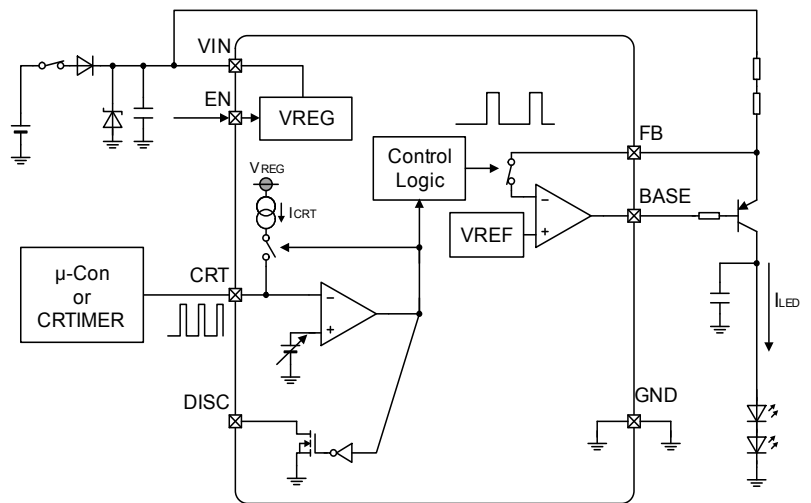 VIN
EN
VREG
FB
Control
Logic
VREG
ICRT
BASE
VREF
−
+
CRT
μ-Con
or
CRTIMER
−
+
ILED
DISC
GND